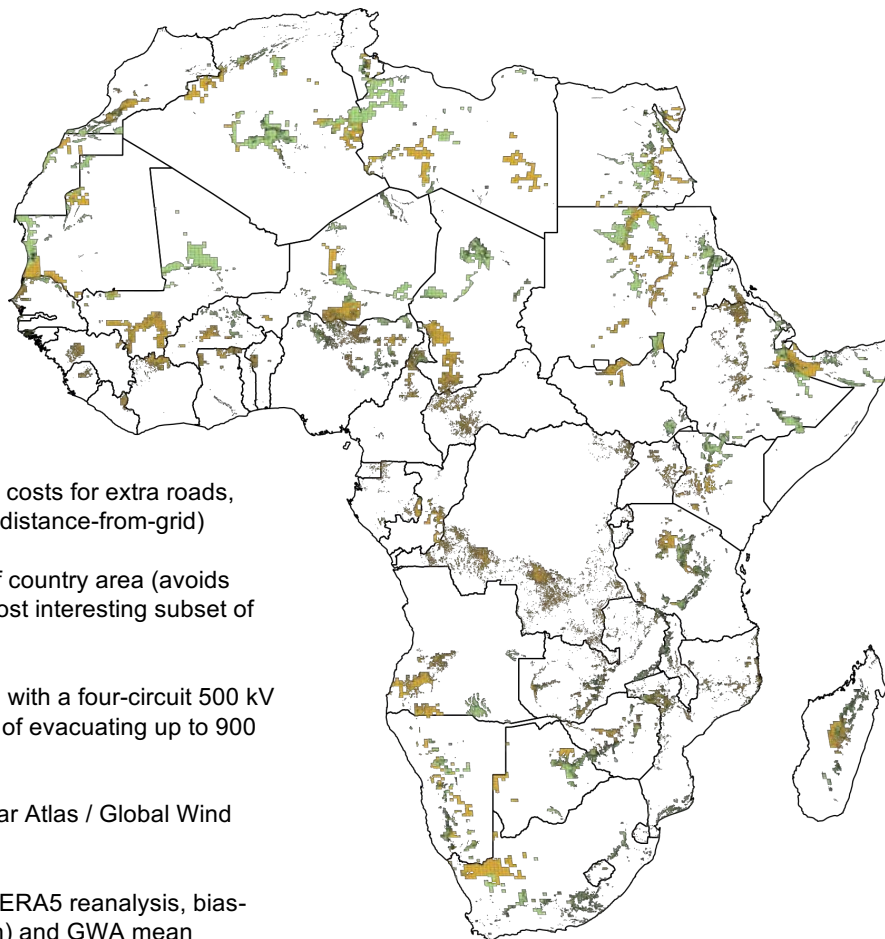 costs for extra roads,
distance-from-grid)
f country area (avoids
ost interesting subset of
with a four-circuit 500 kV
of evacuating up to 900
ar Atlas / Global Wind
ERA5 reanalysis, bias-
n) and GWA mean